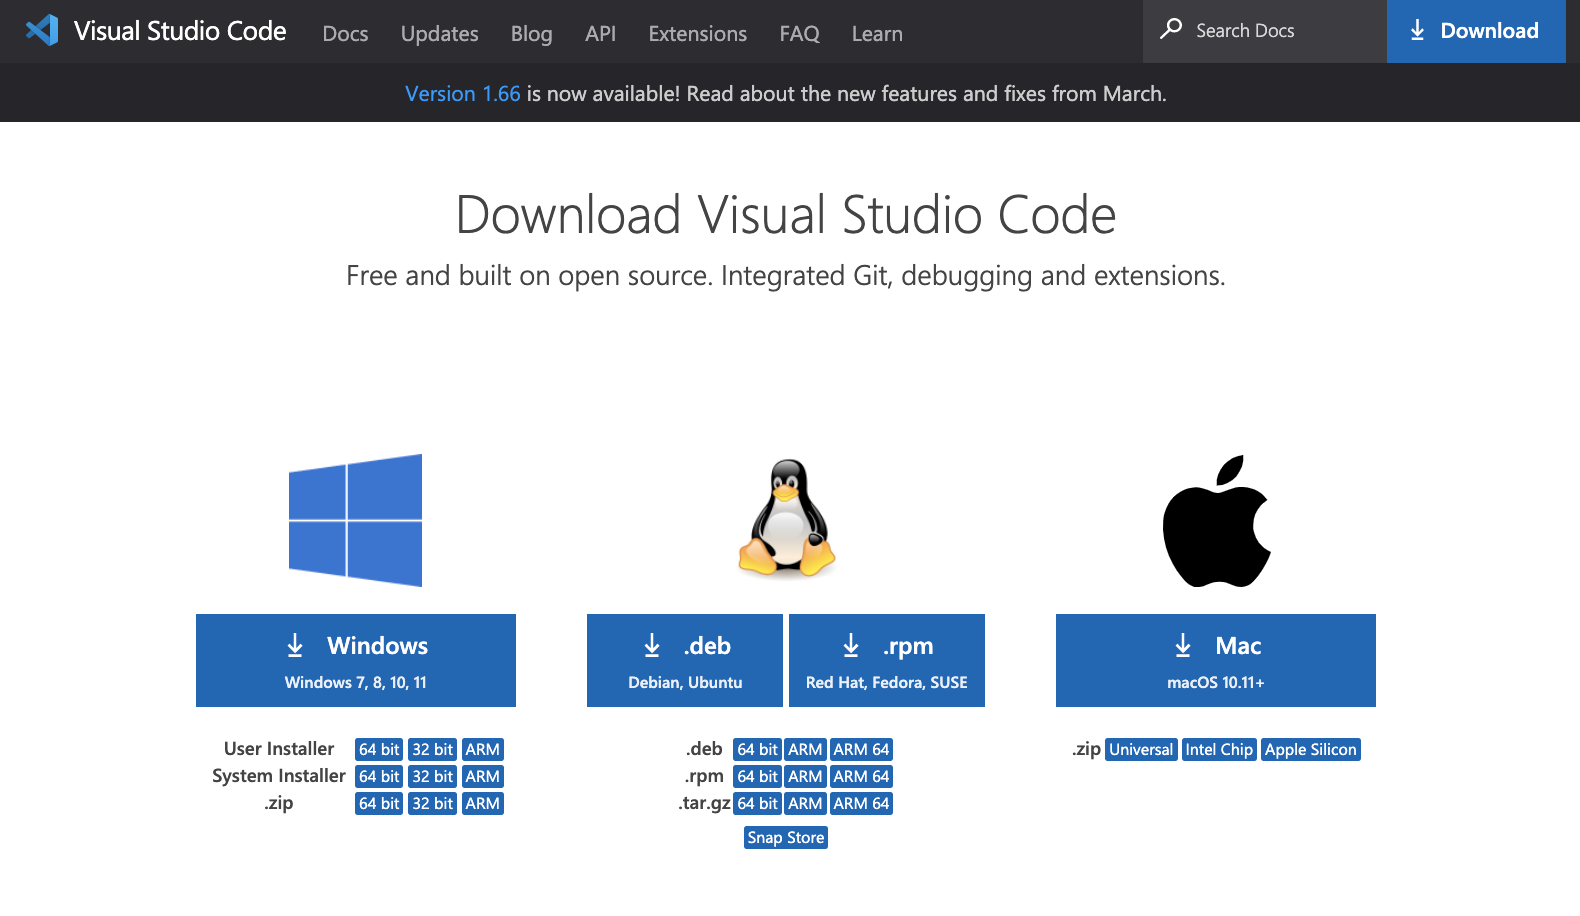 Visual Studio Code Docs Updates Blog API Extensions FAQ Learn Search Docs Download
Version 1.66 is now available! Read about the new features and fixes from March.
Download Visual Studio Code
Free and built on open source. Integrated Git, debugging and extensions.
Windows
Windows 7, 8, 10, 11
User Installer 64 bit 32 bit ARM
System Installer 64 bit 32 bit ARM
.zip 64 bit 32 bit ARM
.deb
Debian, Ubuntu
.rpm
Red Hat, Fedora, SUSE
.deb 64 bit ARM ARM 64
.rpm 64 bit ARM ARM 64
.tar.gz 64 bit ARM ARM 64
Snap Store
Mac
macOS 10.11+
.zip Universal Intel Chip Apple Silicon